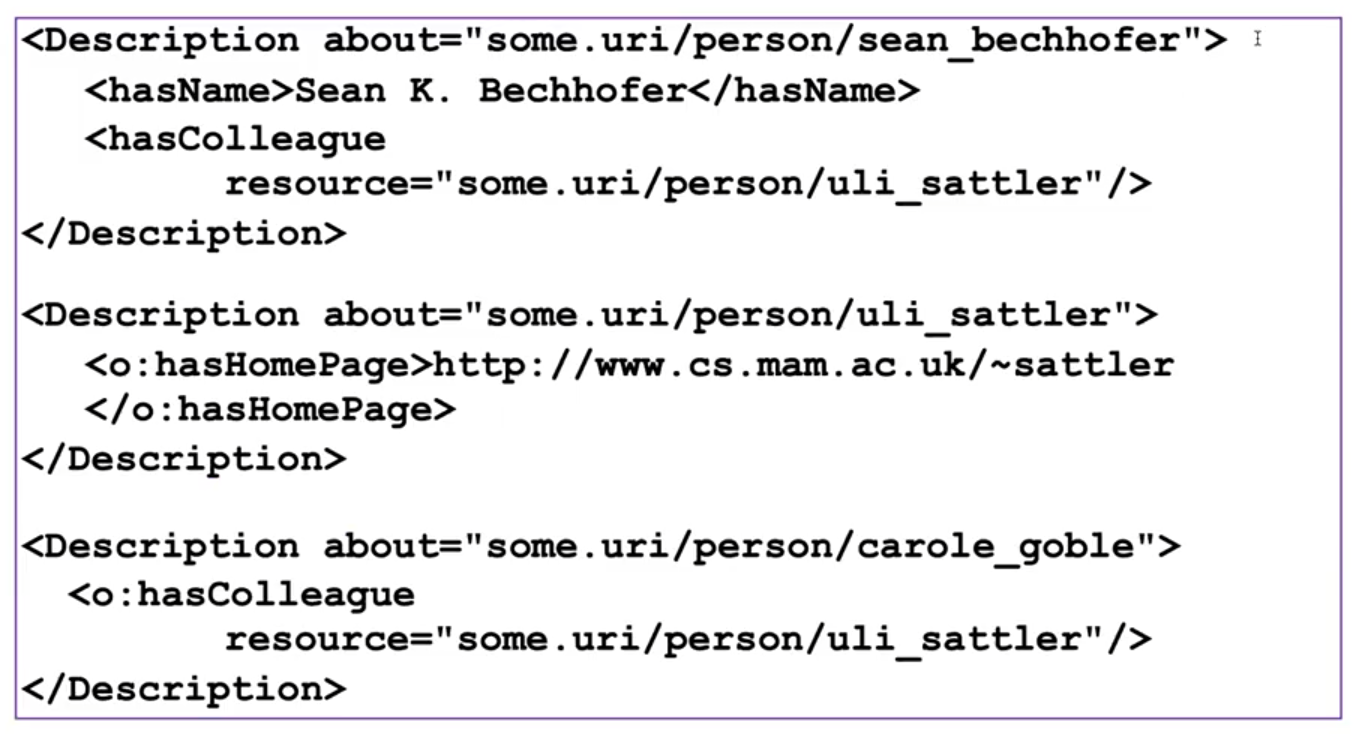 <Description about="some.uri/person/sean_bechhofer">
<hasName>Sean K. Bechhofer</hasName>
<hasColleague
resource="some.uri/person/uli_sattler"/>
</Description>
<Description about="some.uri/person/uli_sattler">
<o:hasHomePage>http://www.cs.mam.ac.uk/~sattler
</o:hasHomePage>
</Description>
<Description about="some.uri/person/carole_goble">
<o:hasColleague
resource="some.uri/person/uli_sattler"/>
</Description>